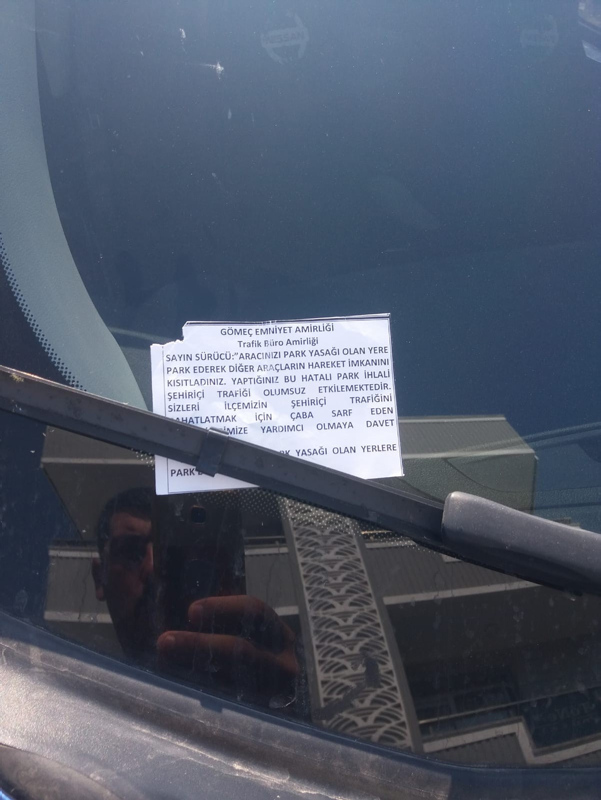 GÖMEÇ EMNİYET AMİRLİĞİ
Trafik Büro Amirliği
SAYIN SÜRÜCÜ:"ARACINIZI PARK YASAĞI OLAN YERE
PARK EDEREK DİĞER ARAÇLARIN HAREKET İMKANINI
KISITLADINIZ. YAPTIĞINIZ BU HATALI PARK İHLALİ
ŞEHİRİÇİ TRAFİĞİ OLUMSUZ ETKİLEMEKTEDİR.
SİZLERİ İLÇEMİZİN ŞEHİRİÇİ TRAFİĞİNİ
AHATLATMAK İÇİN ÇABA SARF EDEN
İMİZE YARDIMCI OLMAYA DAVET
YASAĞI OLAN YERLERE
PARK